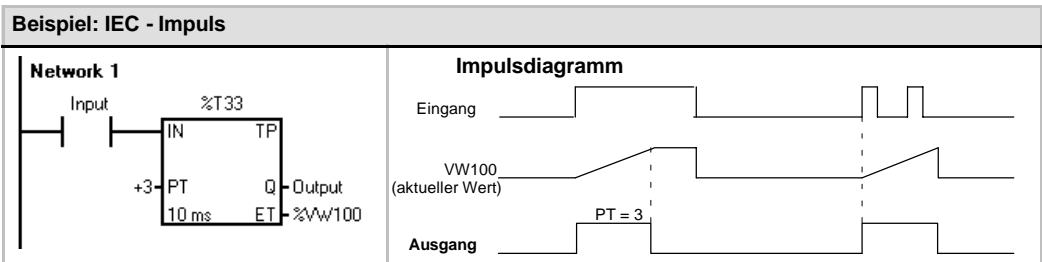 Beispiel: IEC - Impuls
Network 1
Input
%T33
IN
TP
+3
PT
Q
Output
10 ms
ET
%VW100
Impulsdiagramm
Eingang
VW100
(aktueller Wert)
PT = 3
Ausgang